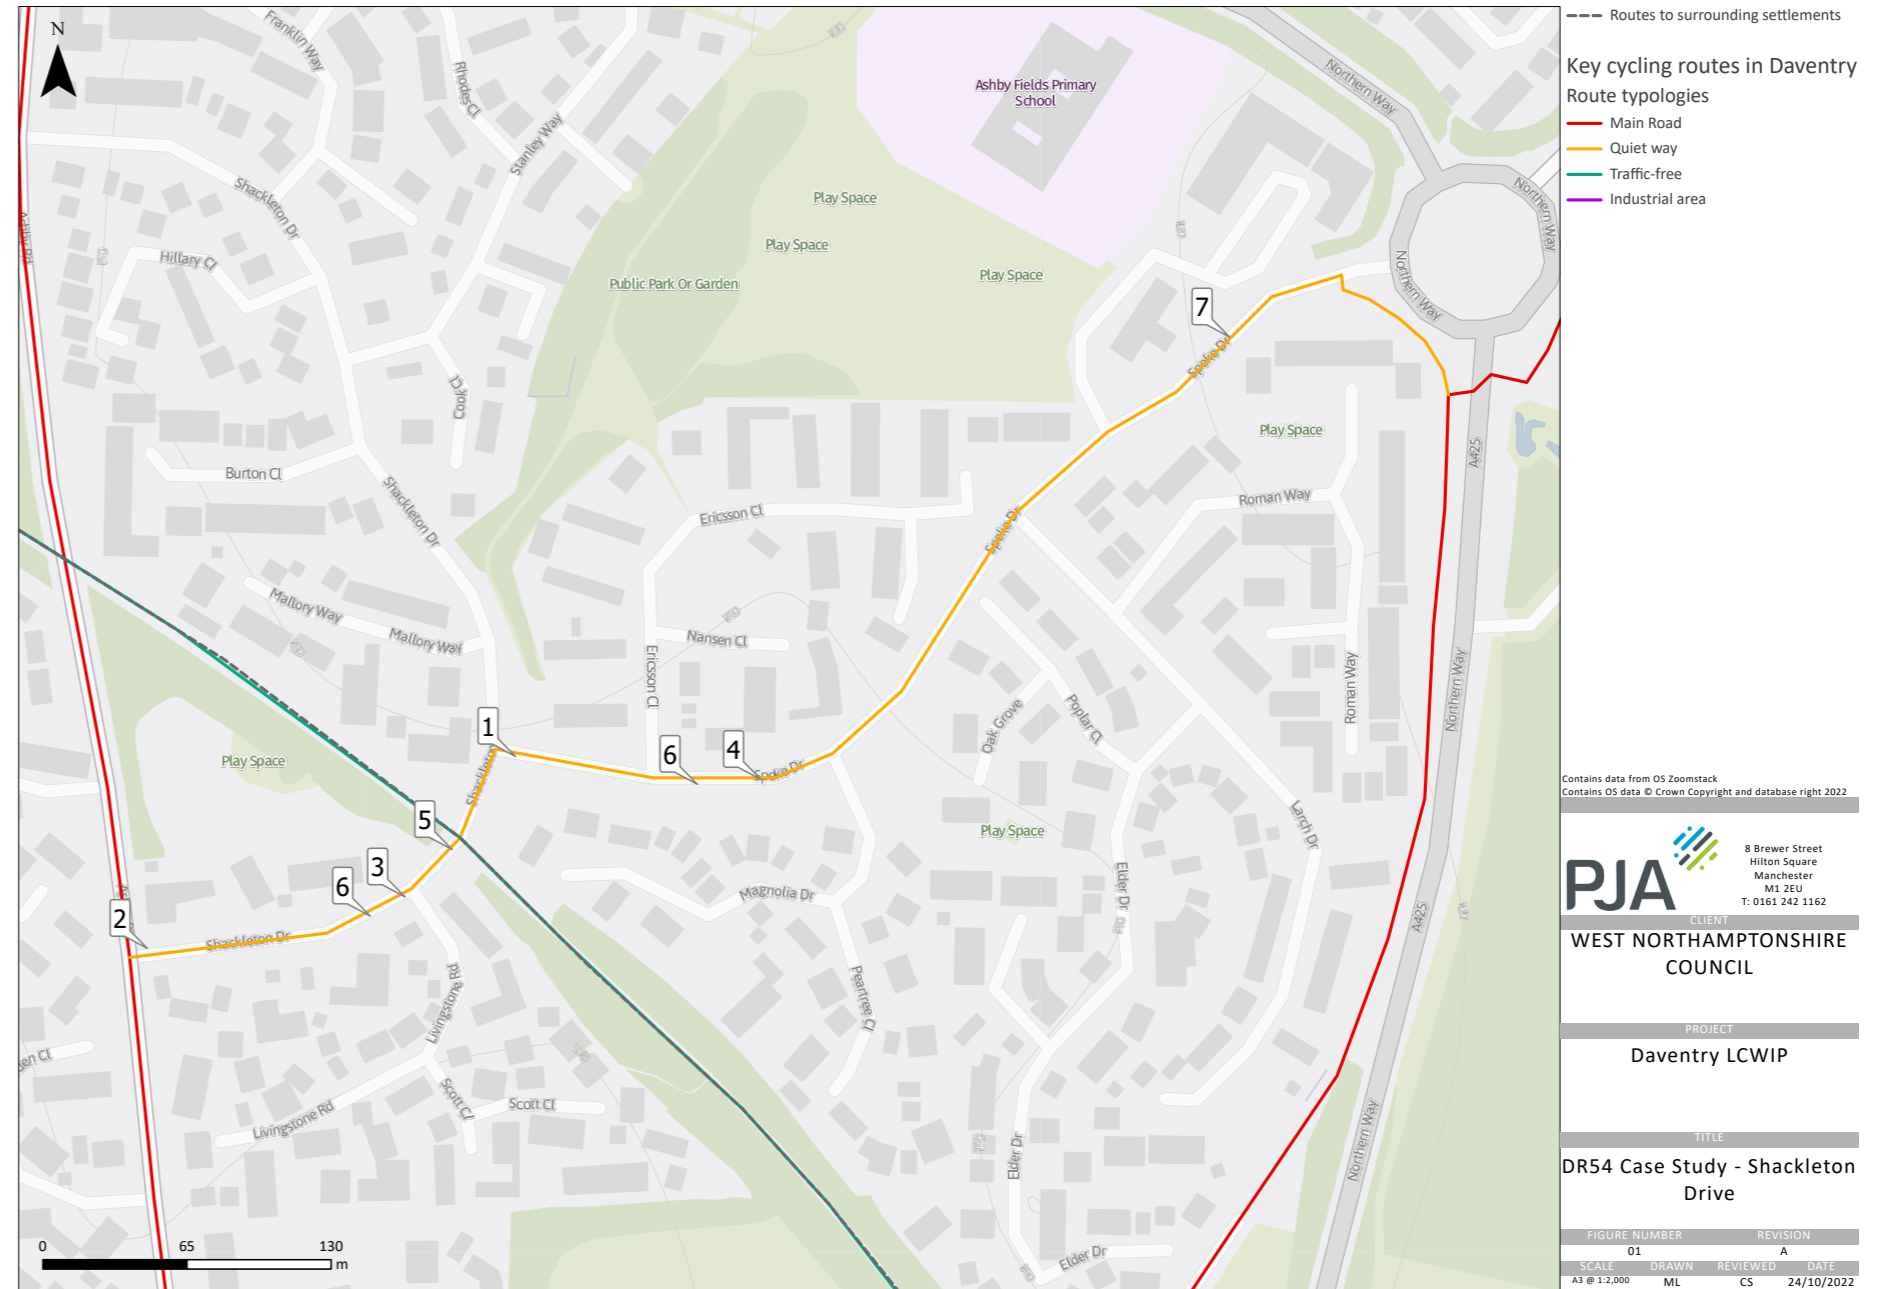 N
Franklin Way
Rhodes Cl
Stanley Way
Shackleton Dr
Ashby Rd
Hillary Cl
Cook Cl
Burton Cl
Shackleton Dr
Mallory Way
Mallory Way
Ashby Fields Primary
School
Play Space
Play Space
Play Space
Public Park Or Garden
Northern Way
Northern Way
Northern Way
7
Spoke Dr
Play Space
A425
Roman Way
Ericsson Cl
Spoke Dr
Nansen Cl
Ericsson Cl
Roman Way
Northern Way
Oak Grove
Poplar Cl
1
6
4
Spoke Dr
Shackleton
Play Space
5
3
6
2
Shackleton Dr
Play Space
Larch Dr
Magnolia Dr
Elder Dr
A425
Peartree Cl
Livingstone Rd
Livingstone Rd
Scott Cl
Scott Cl
Elder Dr
Northern Way
Elder Dr
0 65 130
m
Routes to surrounding settlements
Key cycling routes in Daventry
Route typologies
Main Road
Quiet way
Traffic-free
Industrial area
Contains data from OS Zoomstack
Contains OS data © Crown Copyright and database right 2022
PJA
8 Brewer Street
Hilton Square
Manchester
M1 2EU
T: 0161 242 1162
CLIENT
WEST NORTHAMPTONSHIRE
COUNCIL
PROJECT
Daventry LCWIP
TITLE
DR54 Case Study - Shackleton
Drive
FIGURE NUMBER REVISION
01 A
SCALE DRAWN REVIEWED DATE
A3 @ 1:2,000 ML CS 24/10/2022